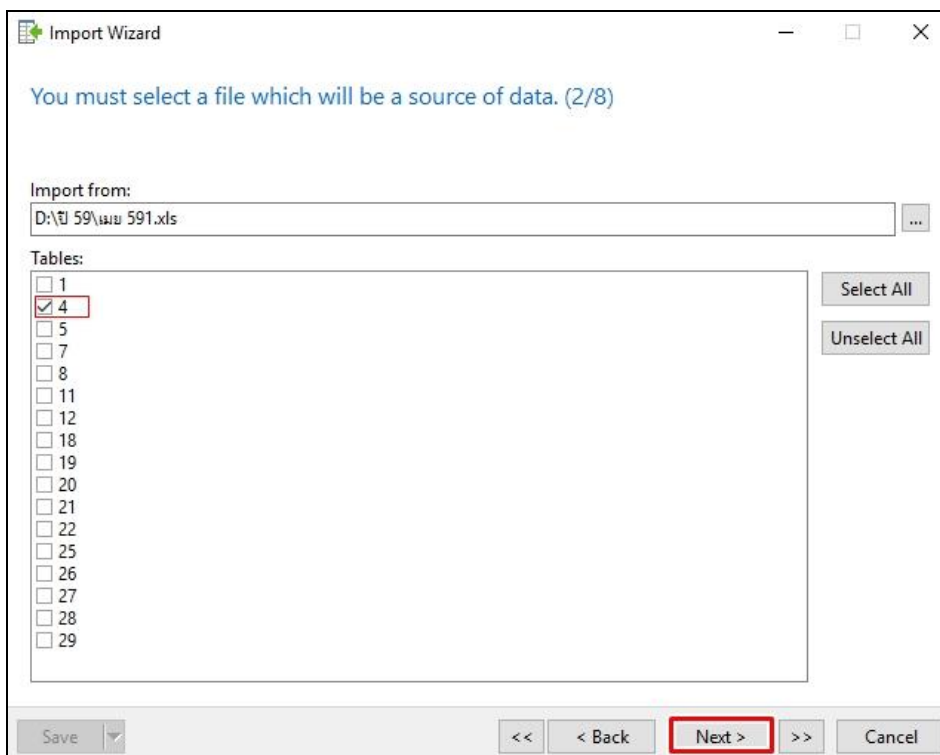 Import Wizard
You must select a file which will be a source of data. (2/8)
Import from:
D:\ปี 59\เมย 591.xls
...
Tables:
1
4
5
7
8
11
12
18
19
20
21
22
25
26
27
28
29
Select All
Unselect All
Save
<<
< Back
Next >
>>
Cancel